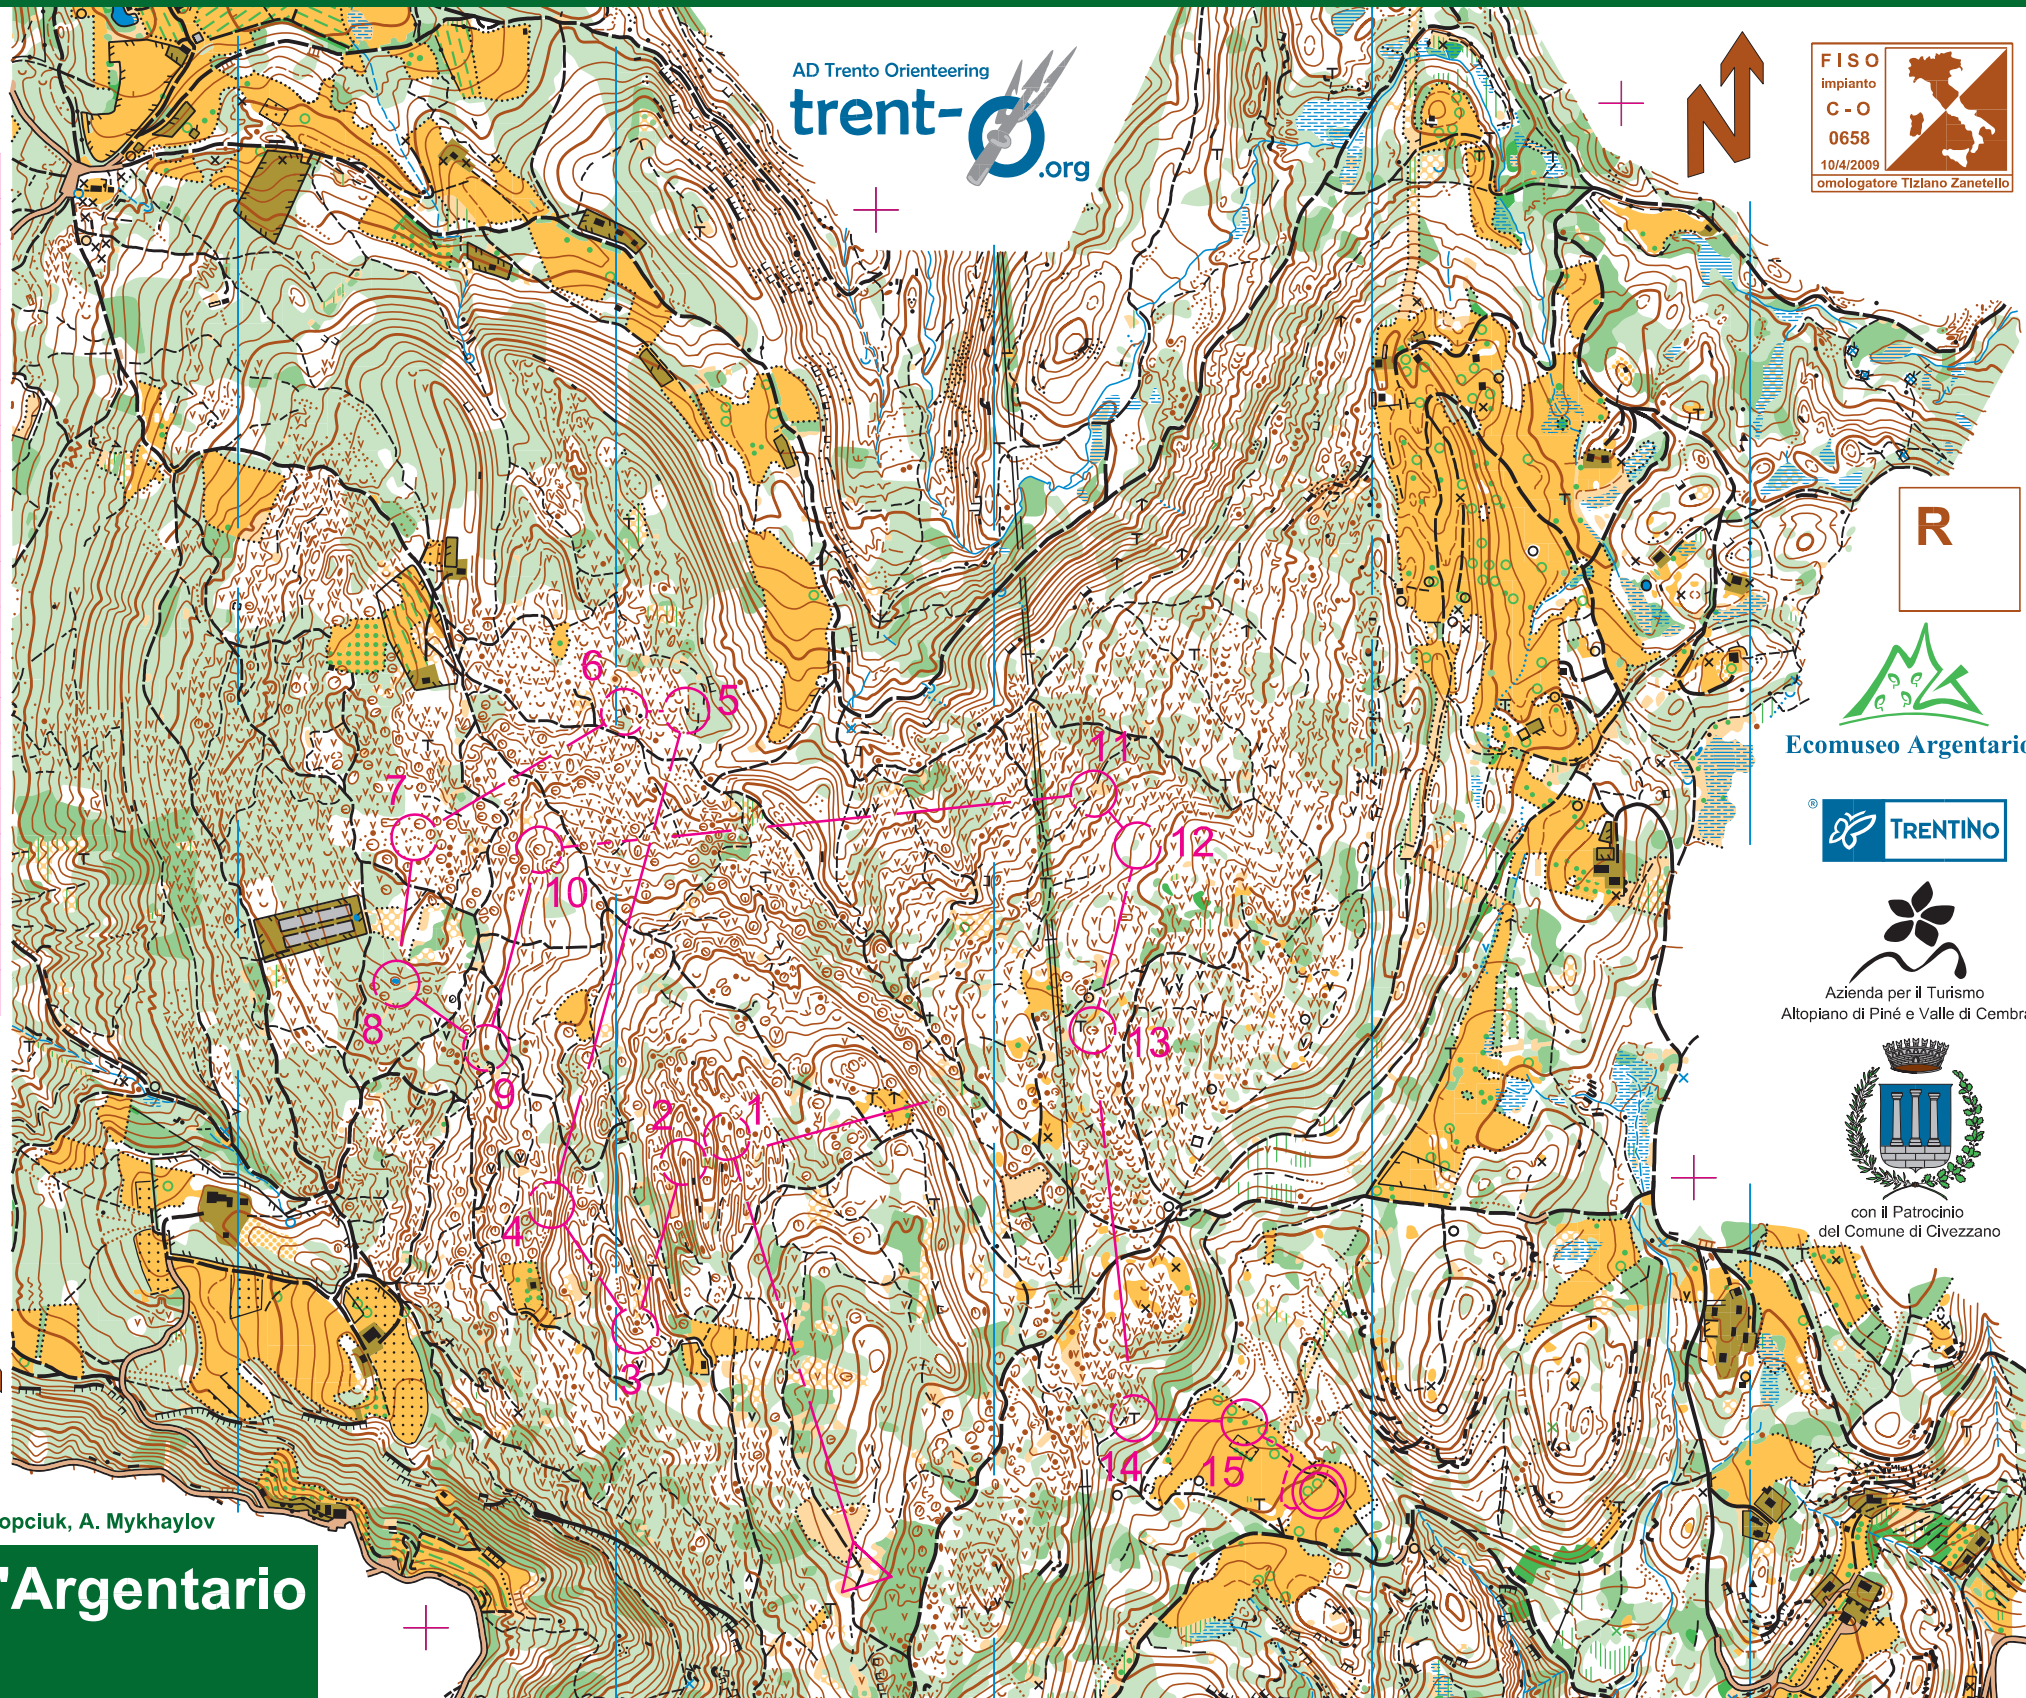 AD Trento Orienteering
trent-O
.org
FISO
impianto
C - O
0658
10/4/2009
omologatore Tiziano Zanetello
R
Ecomuseo Argentario
® TRENTINO
Azienda per il Turismo
Altopiano di Piné e Valle di Cembra
con il Patrocinio
del Comune di Civezzano
6
5
7
11
12
10
8
13
9
2
1
4
3
14
15
opciuk, A. Mykhaylov
'Argentario